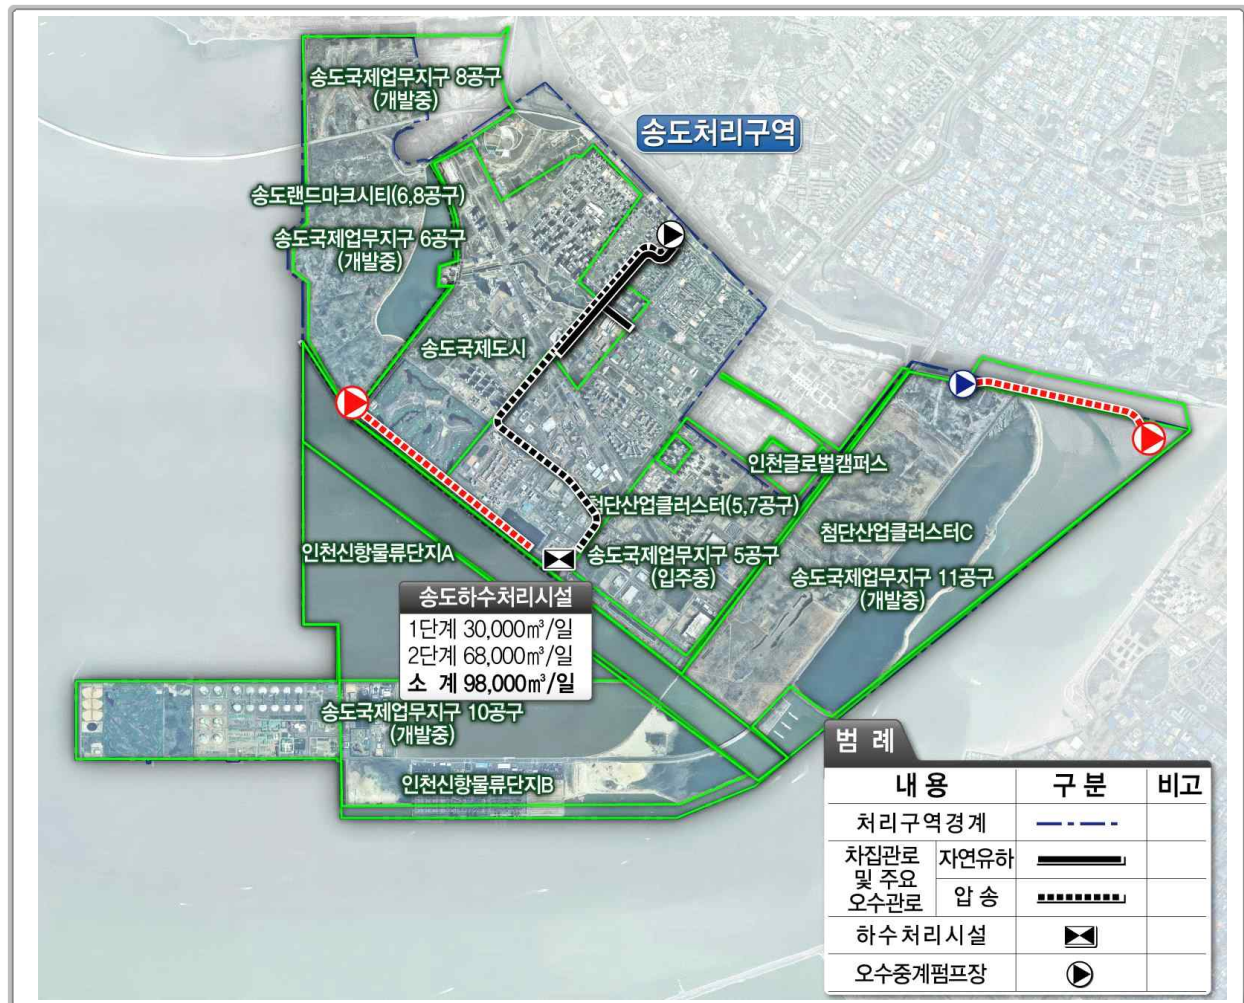 송도국제업무지구 8공구
(개발중)
송도처리구역
송도랜드마크시티(6,8공구)
송도국제업무지구 6공구
(개발중)
송도국제도시
인천글로벌캠퍼스
첨단산업클러스터(5,7공구)
송도국제업무지구 5공구
(입주중)
첨단산업클러스터C
송도국제업무지구 11공구
(개발중)
인천신항물류단지A
송도하수처리시설
1단계 30,000㎥/일
2단계 68,000㎥/일
소 계 98,000㎥/일
송도국제업무지구 10공구
(개발중)
인천신항물류단지B
범 례
내 용 구 분 비고
처리구역경계
차집관로 및 주요 오수관로
자연유하
압 송
하수처리시설
오수중계펌프장